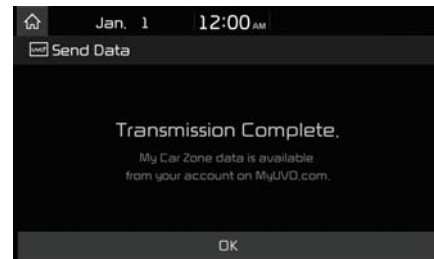 Jan. 1 12:00 AM
UVO Send Data
Transmission Complete.
My Car Zone data is available
from your account on MyUVO.com.
OK